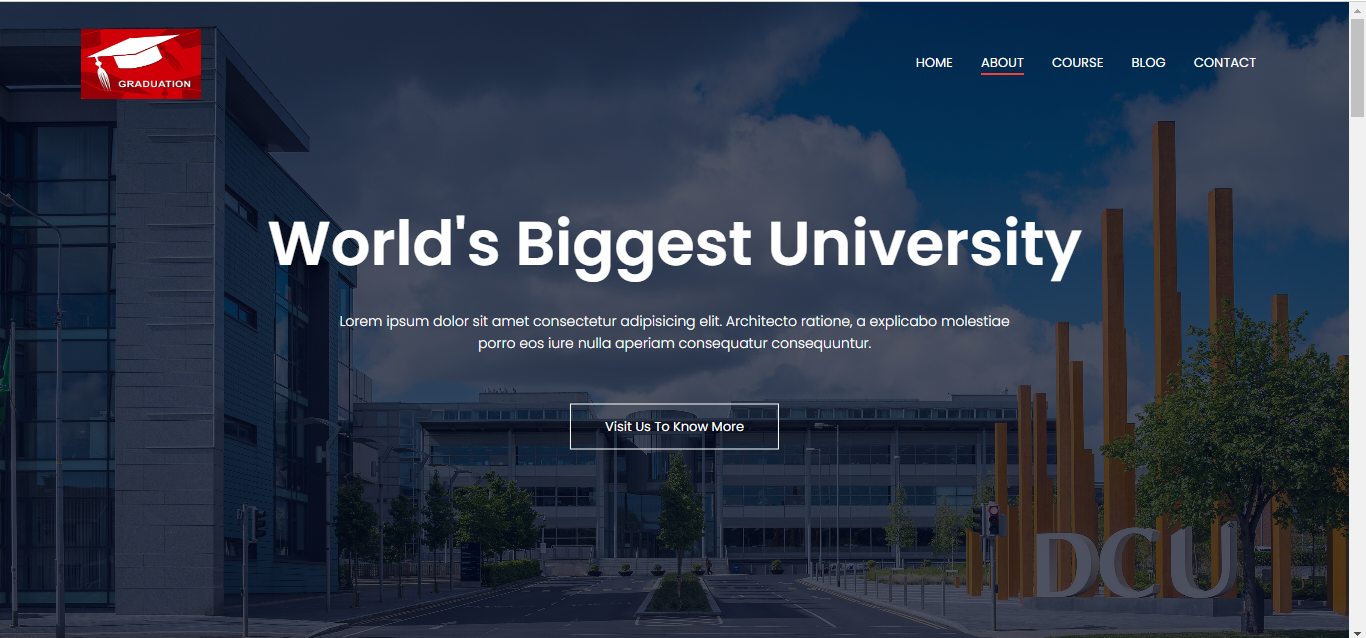 GRADUATION
HOME ABOUT COURSE BLOG CONTACT
World's Biggest University
Lorem ipsum dolor sit amet consectetur adipisicing elit. Architecto ratione, a explicabo molestiae
porro eos iure nulla aperiam consequatur consequuntur.
Visit Us To Know More
DCU